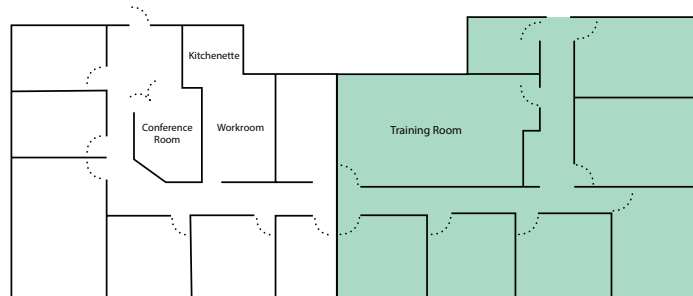 Kitchenette
Conference
Room
Workroom
Training Room